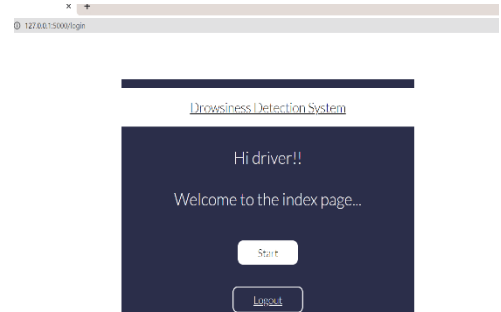 127.0.0.1:5000/login
Drowsiness Detection System
Hi driver!!
Welcome to the index page...
Start
Logout